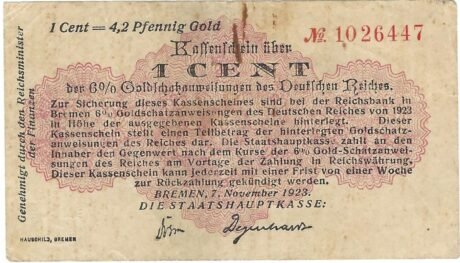 1 Cent = 4,2 Pfennig Gold
№ 1026447
Kassenschein über
1 CENT
der 6% Goldschatzanweisungen des Deutschen Reiches.
Zur Sicherung dieses Kassenscheines sind bei der Reichsbank in
Bremen 6% Goldschatzanweisungen des Deutschen Reiches von 1923
in Höhe der ausgegebenen Kassenscheine hinterlegt. Dieser
Kassenschein stellt einen Teilbetrag der hinterlegten Goldschatz-
anweisungen des Reiches dar. Die Staatshauptkasse zahlt an den
Inhaber den Gegenwert nach dem Kurse der 6% Gold-Schatzanwei-
sungen des Reiches am Vortage der Zahlung in Reichswährung.
Dieser Kassenschein kann jederzeit mit einer Frist von einer Woche
zur Rückzahlung gekündigt werden.
BREMEN, 7. November 1923.
DIE STAATSHAUPTKASSE:
HAUSCHILD, BREMEN
Genehmigt durch den Reichsminister
der Finanzen